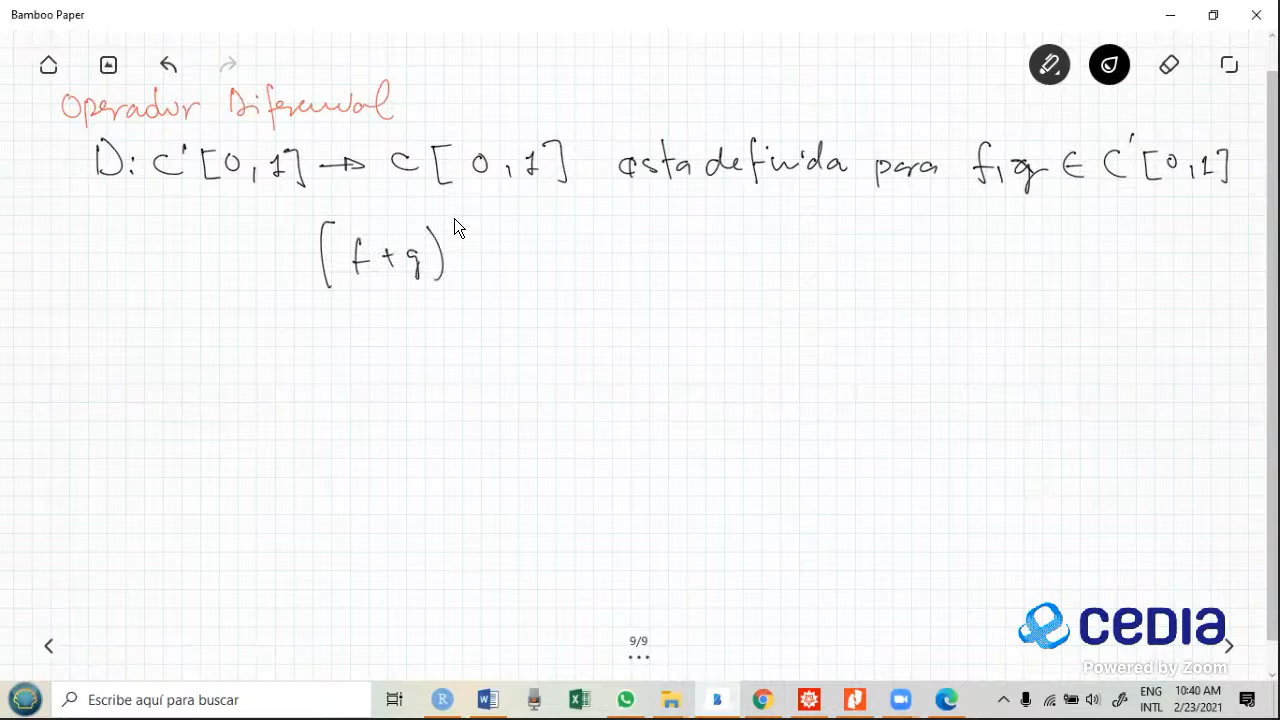 Bamboo Paper
Operador Diferencial
D: C'[0,1] → C[0,1] esta definida para f,g ∈ C'[0,1]
(f+g)
9/9
cedia
Powered by Zoom
Escribe aquí para buscar
ENG
INTL
10:40 AM
2/23/2021